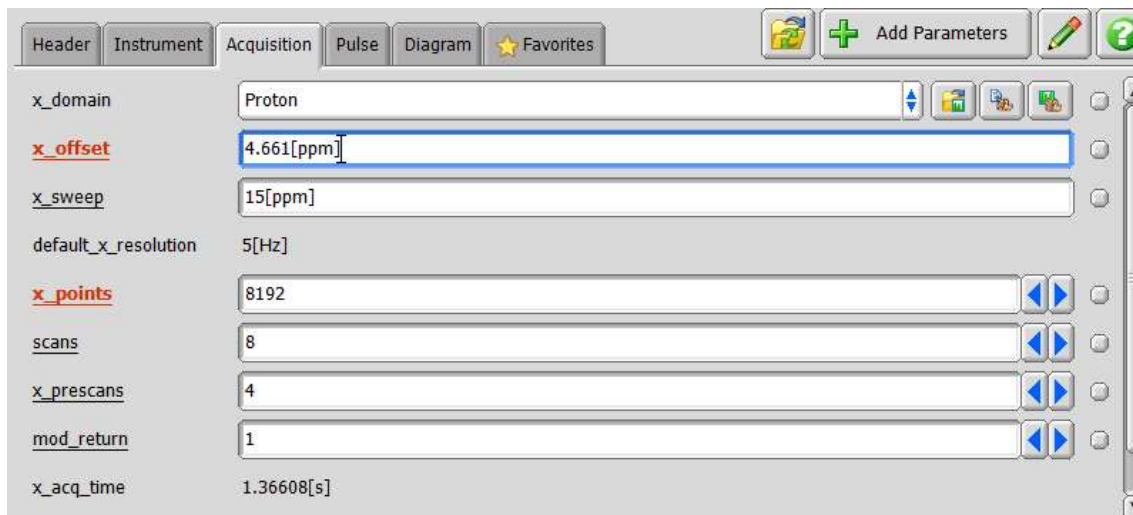 Header Instrument Acquisition Pulse Diagram Favorites Add Parameters ?
x_domain Proton
x_offset 4.661[ppm]
x_sweep 15[ppm]
default_x_resolution 5[Hz]
x_points 8192
scans 8
x_prescans 4
mod_return 1
x_acq_time 1.36608[s]